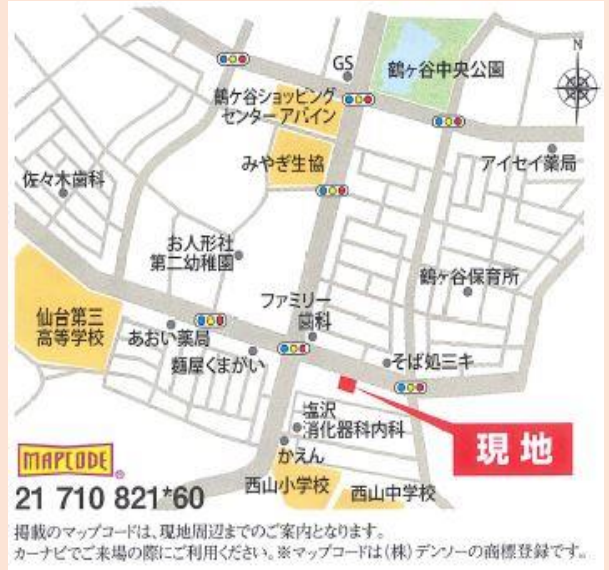 GS
鶴ヶ谷中央公園
N
鶴ケ谷ショッピング
センターアバイン
みやぎ生協
アイセイ薬局
佐々木歯科
お人形社
第二幼稚園
鶴ヶ谷保育所
ファミリー
歯科
仙台第三
高等学校
あおい薬局
麺屋くまがい
そば処三キ
塩沢
消化器科内科
かえん
現地
西山小学校
西山中学校
MAPCODE
21 710 821*60
掲載のマップコードは、現地周辺までのご案内となります。
カーナビでご来場の際にご利用ください。※マップコードは(株)デンソーの商標登録です。